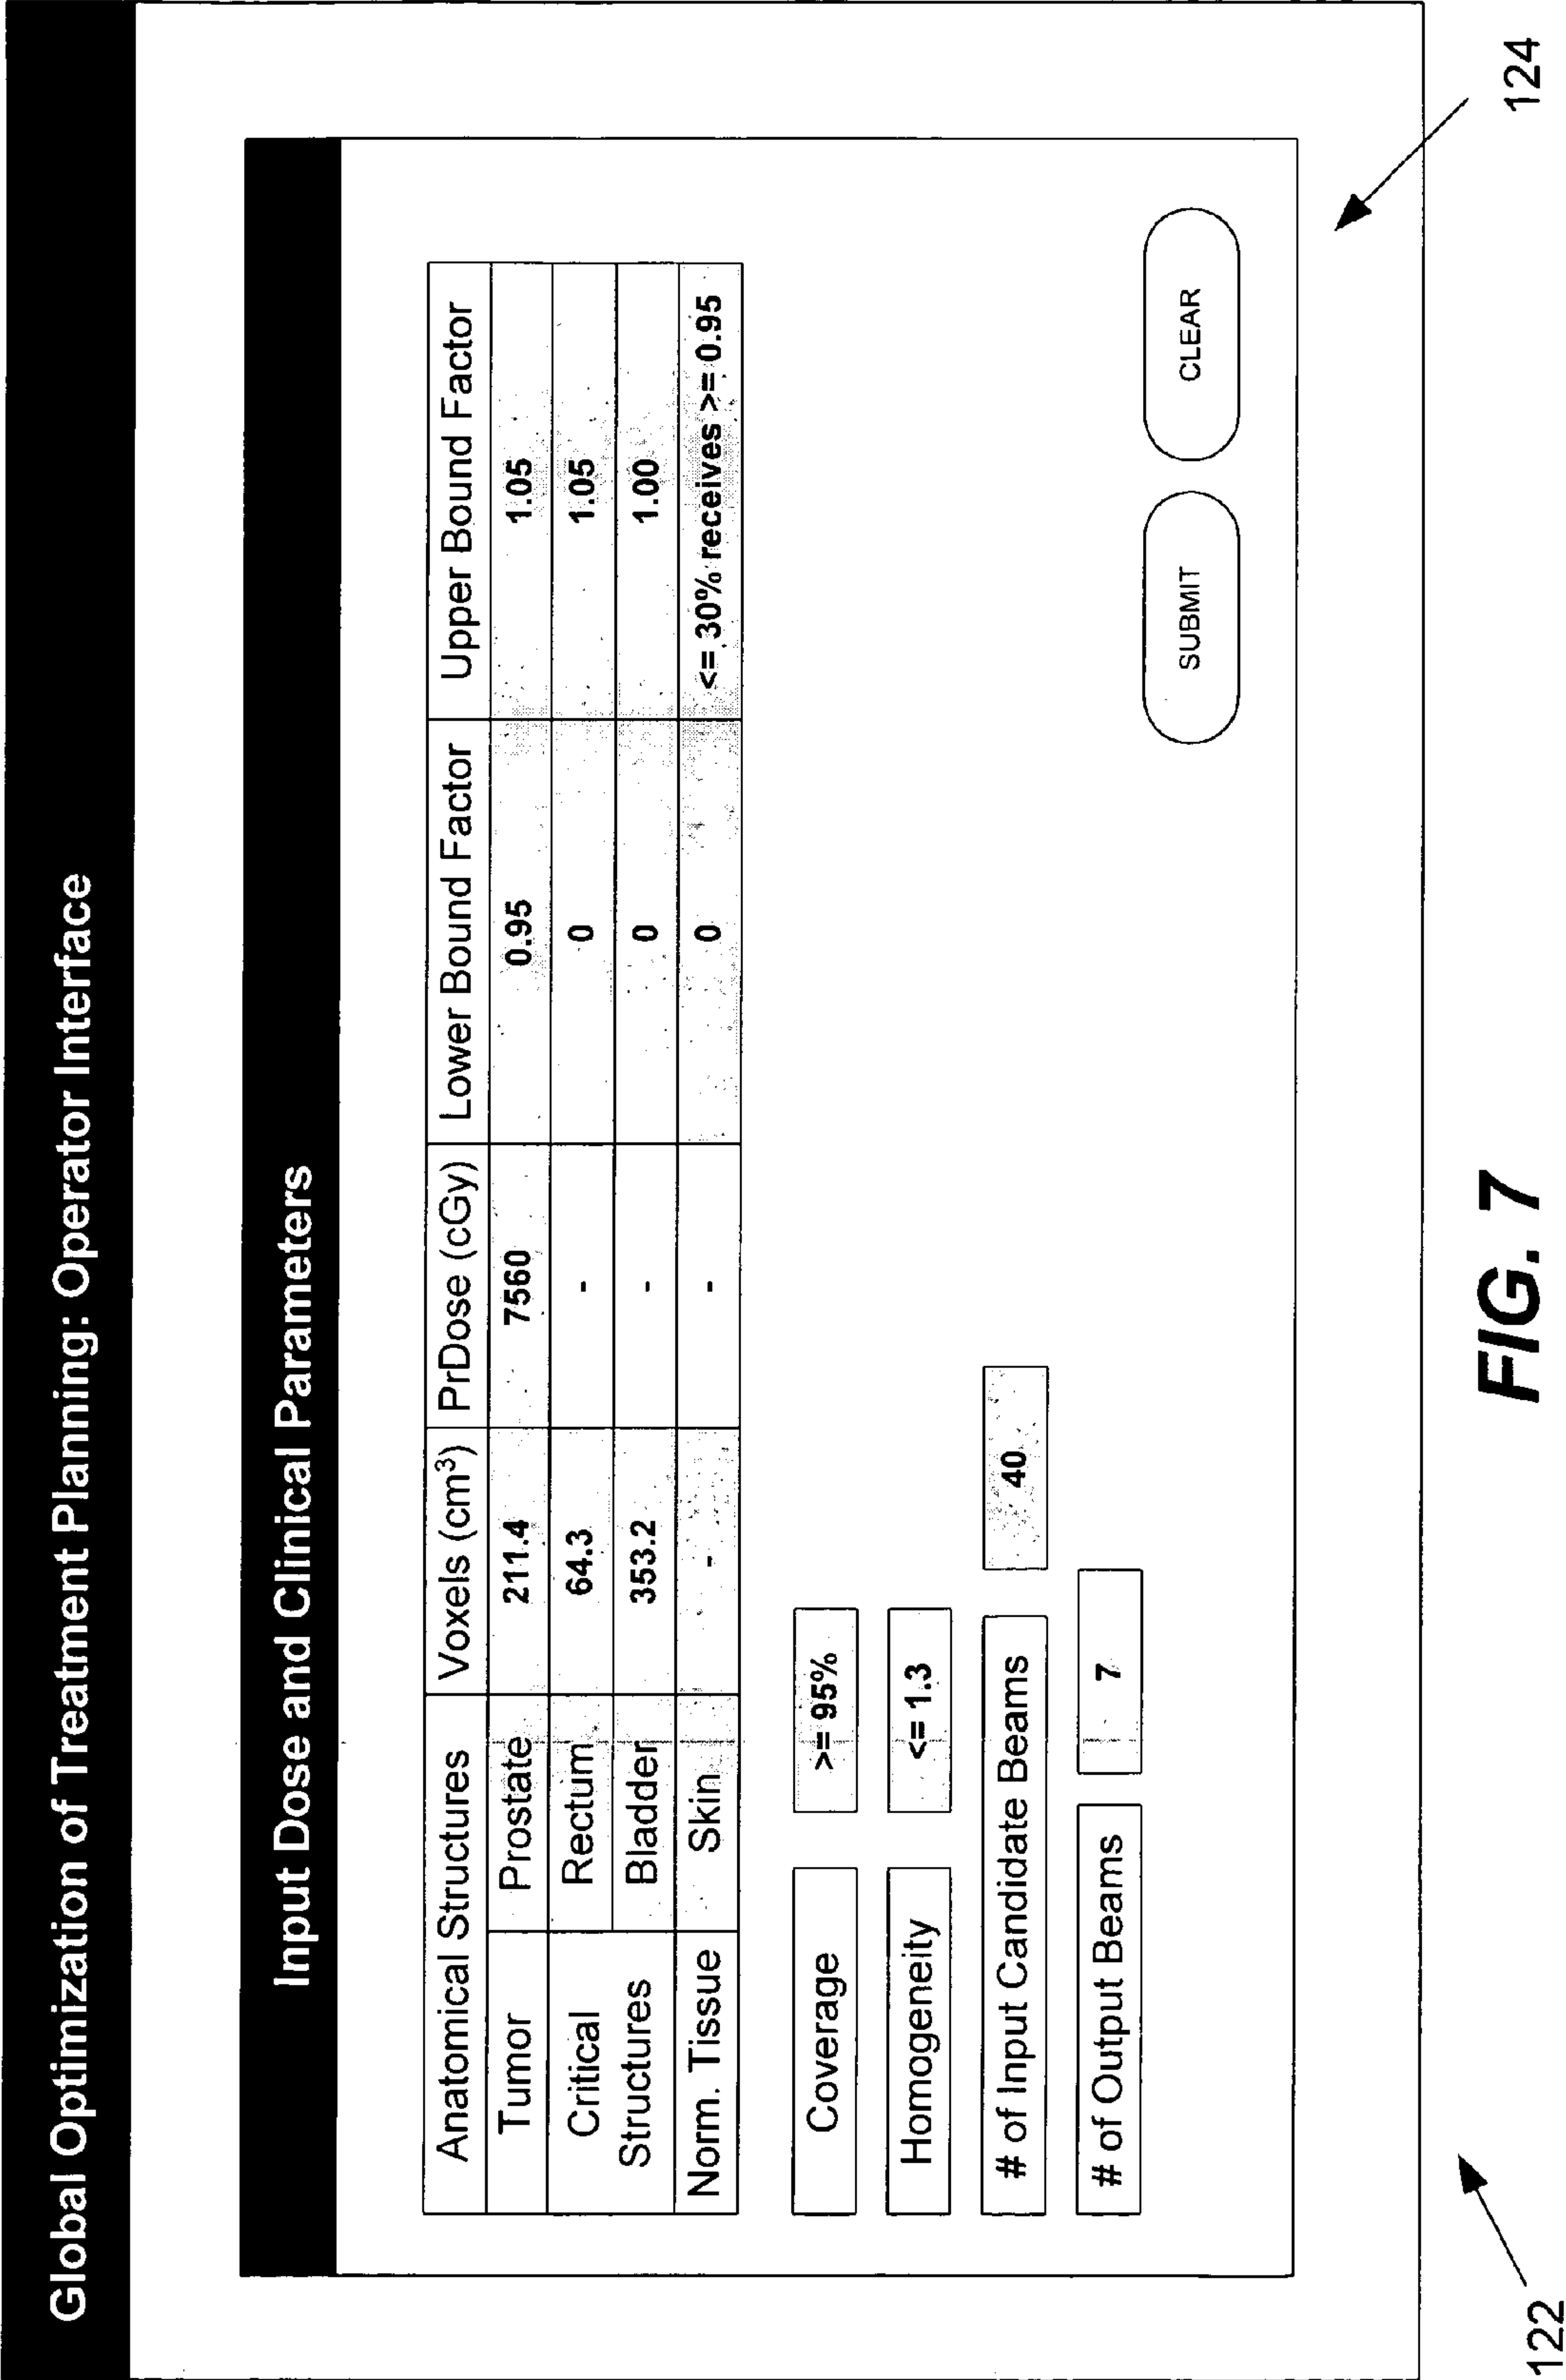 Global Optimization of Treatment Planning: Operator Interface
Input Dose and Clinical Parameters
Anatomical Structures Voxels (cm³) PrDose (cGy) Lower Bound Factor Upper Bound Factor
Tumor Prostate 211.4 7560 0.95 1.05
Critical Structures Rectum 64.3 - 0 1.05
Bladder 353.2 - 0 1.00
Norm. Tissue Skin - - 0 <= 30% receives >= 0.95
Coverage >= 95%
Homogeneity <= 1.3
# of Input Candidate Beams 40
# of Output Beams 7
SUBMIT CLEAR
122
124
FIG. 7